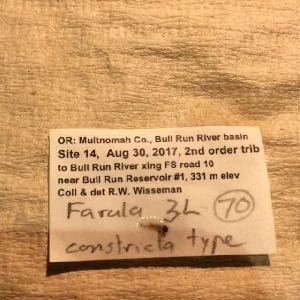 OR: Multnomah Co., Bull Run River basin
Site 14, Aug 30, 2017, 2nd order trib
to Bull Run River xing FS road 10
near Bull Run Reservoir #1, 331 m elev
Coll & det R.W. Wisseman
Farula 3L 70
constricta type